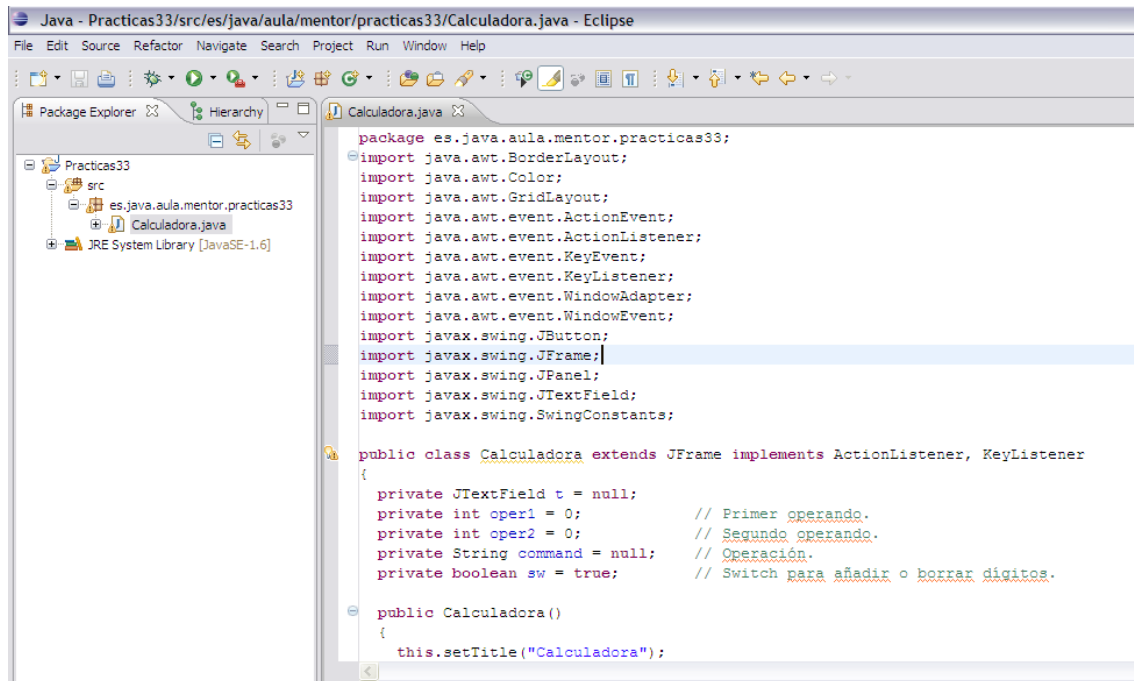 Java - Practicas33/src/es/java/aula/mentor/practicas33/Calculadora.java - Eclipse
File Edit Source Refactor Navigate Search Project Run Window Help
Package Explorer Hierarchy
Practicas33
src
es.java.aula.mentor.practicas33
Calculadora.java
JRE System Library [JavaSE-1.6]
Calculadora.java
package es.java.aula.mentor.practicas33;
import java.awt.BorderLayout;
import java.awt.Color;
import java.awt.GridLayout;
import java.awt.event.ActionEvent;
import java.awt.event.ActionListener;
import java.awt.event.KeyEvent;
import java.awt.event.KeyListener;
import java.awt.event.WindowAdapter;
import java.awt.event.WindowEvent;
import javax.swing.JButton;
import javax.swing.JFrame;
import javax.swing.JPanel;
import javax.swing.JTextField;
import javax.swing.SwingConstants;
public class Calculadora extends JFrame implements ActionListener, KeyListener
{
private JTextField t = null;
private int oper1 = 0; // Primer operando.
private int oper2 = 0; // Segundo operando.
private String command = null; // Operación.
private boolean sw = true; // Switch para añadir o borrar dígitos.
public Calculadora()
{
this.setTitle("Calculadora");